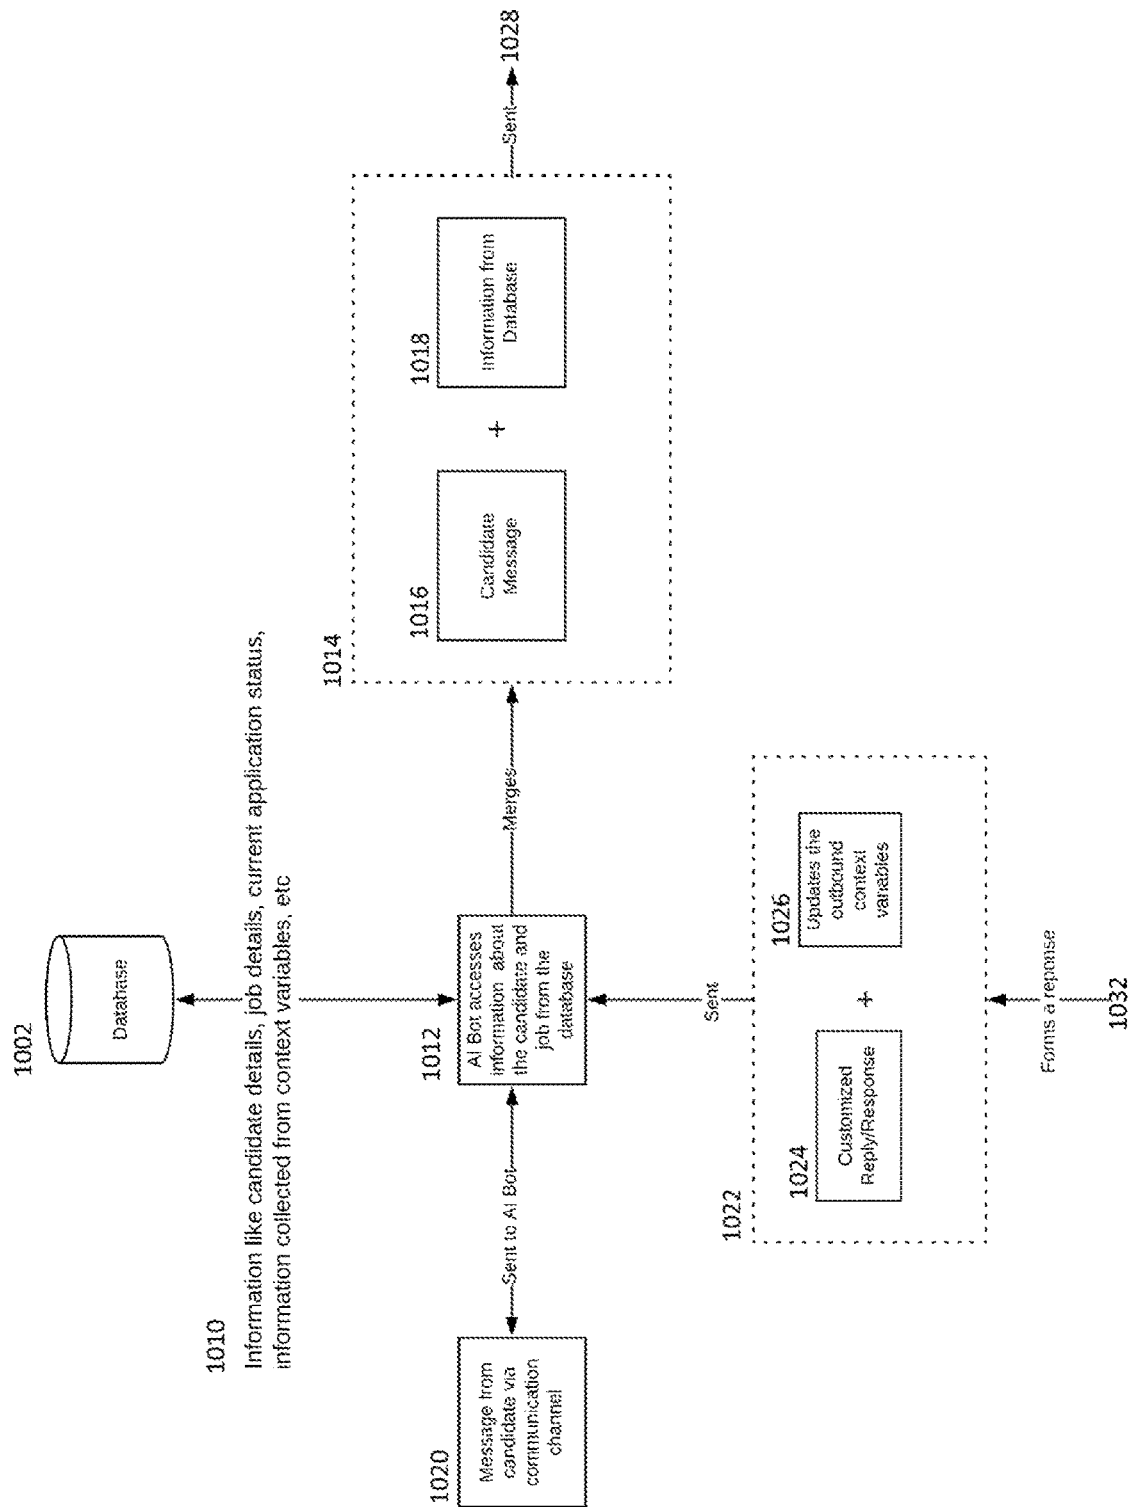 1002
Database
1010
Information like candidate details, job details, current application status,
information collected from context variables, etc
1020
Message from
candidate via
communication
channel
Sent to AI Bot
1012
AI Bot accesses
information about
the candidate and
job from the
database
Merges
1014
1016
Candidate
Message
+
1018
Information from
Database
Sent
1028
Sent
1022
1024
Customized
Reply/Response
+
1026
Updates the
outbound
context
variables
Forms a reponse
1032